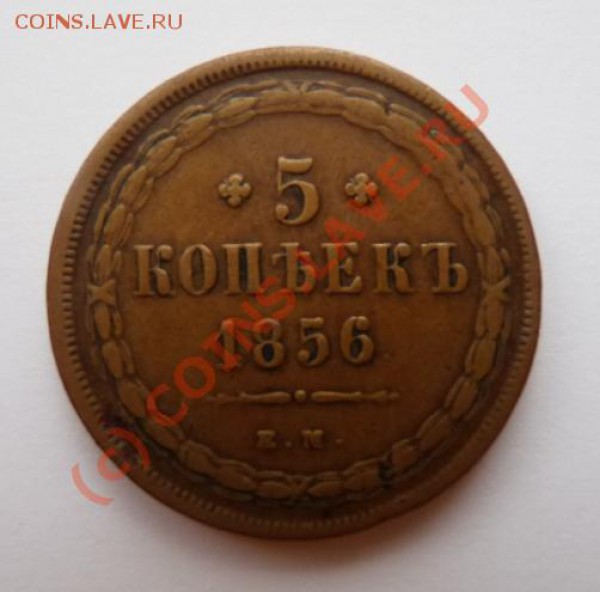 COINS.LAVE.RU
5
КОПѢЕКЪ
1856
Е.М.
(c) COINS.LAVE.RU